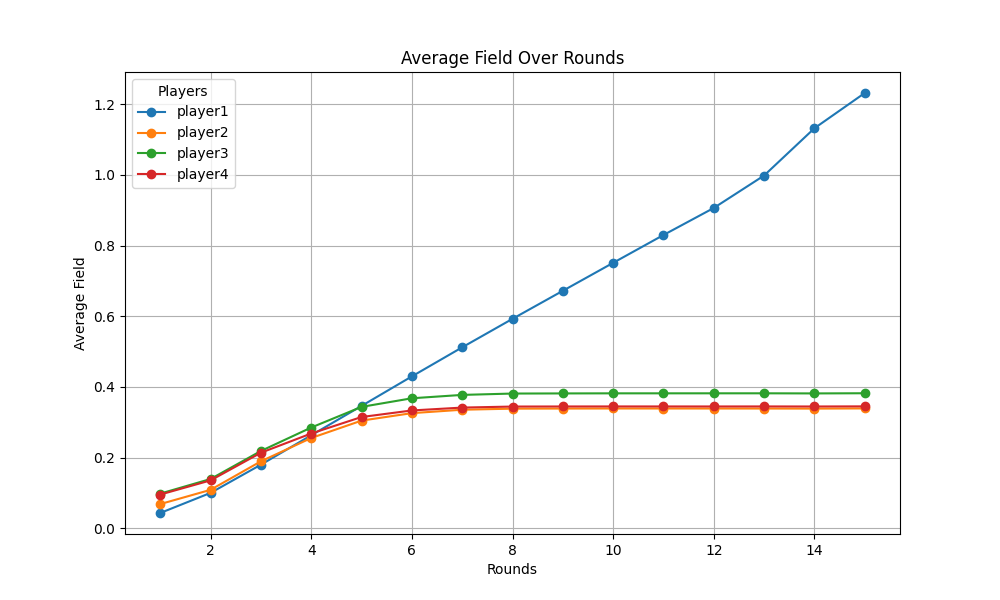 Average Field Over Rounds
Players
player1
player2
player3
player4
Average Field
1.2
1.0
0.8
0.6
0.4
0.2
0.0
2 4 6 8 10 12 14
Rounds